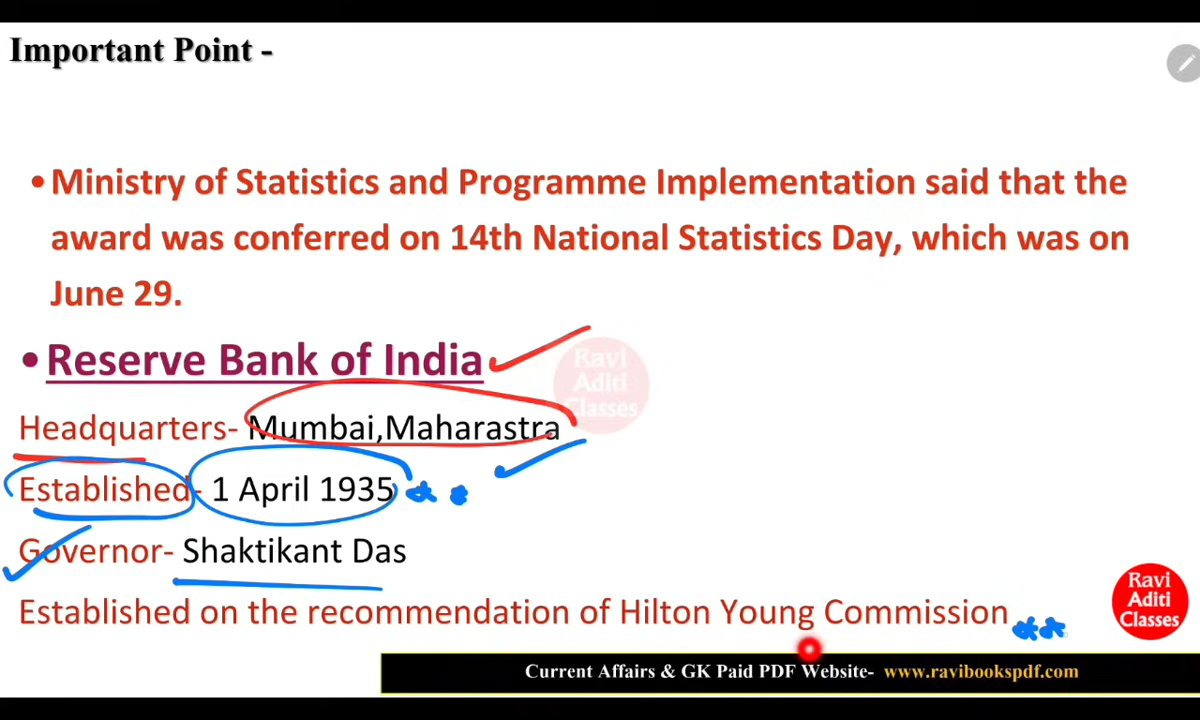 Important Point -
•Ministry of Statistics and Programme Implementation said that the
award was conferred on 14th National Statistics Day, which was on
June 29.
•Reserve Bank of India
Ravi
Aditi
Classes
Headquarters- Mumbai,Maharastra
Established- 1 April 1935
Governor- Shaktikant Das
Established on the recommendation of Hilton Young Commission
Ravi
Aditi
Classes
Current Affairs & GK Paid PDF Website- www.ravibookspdf.com